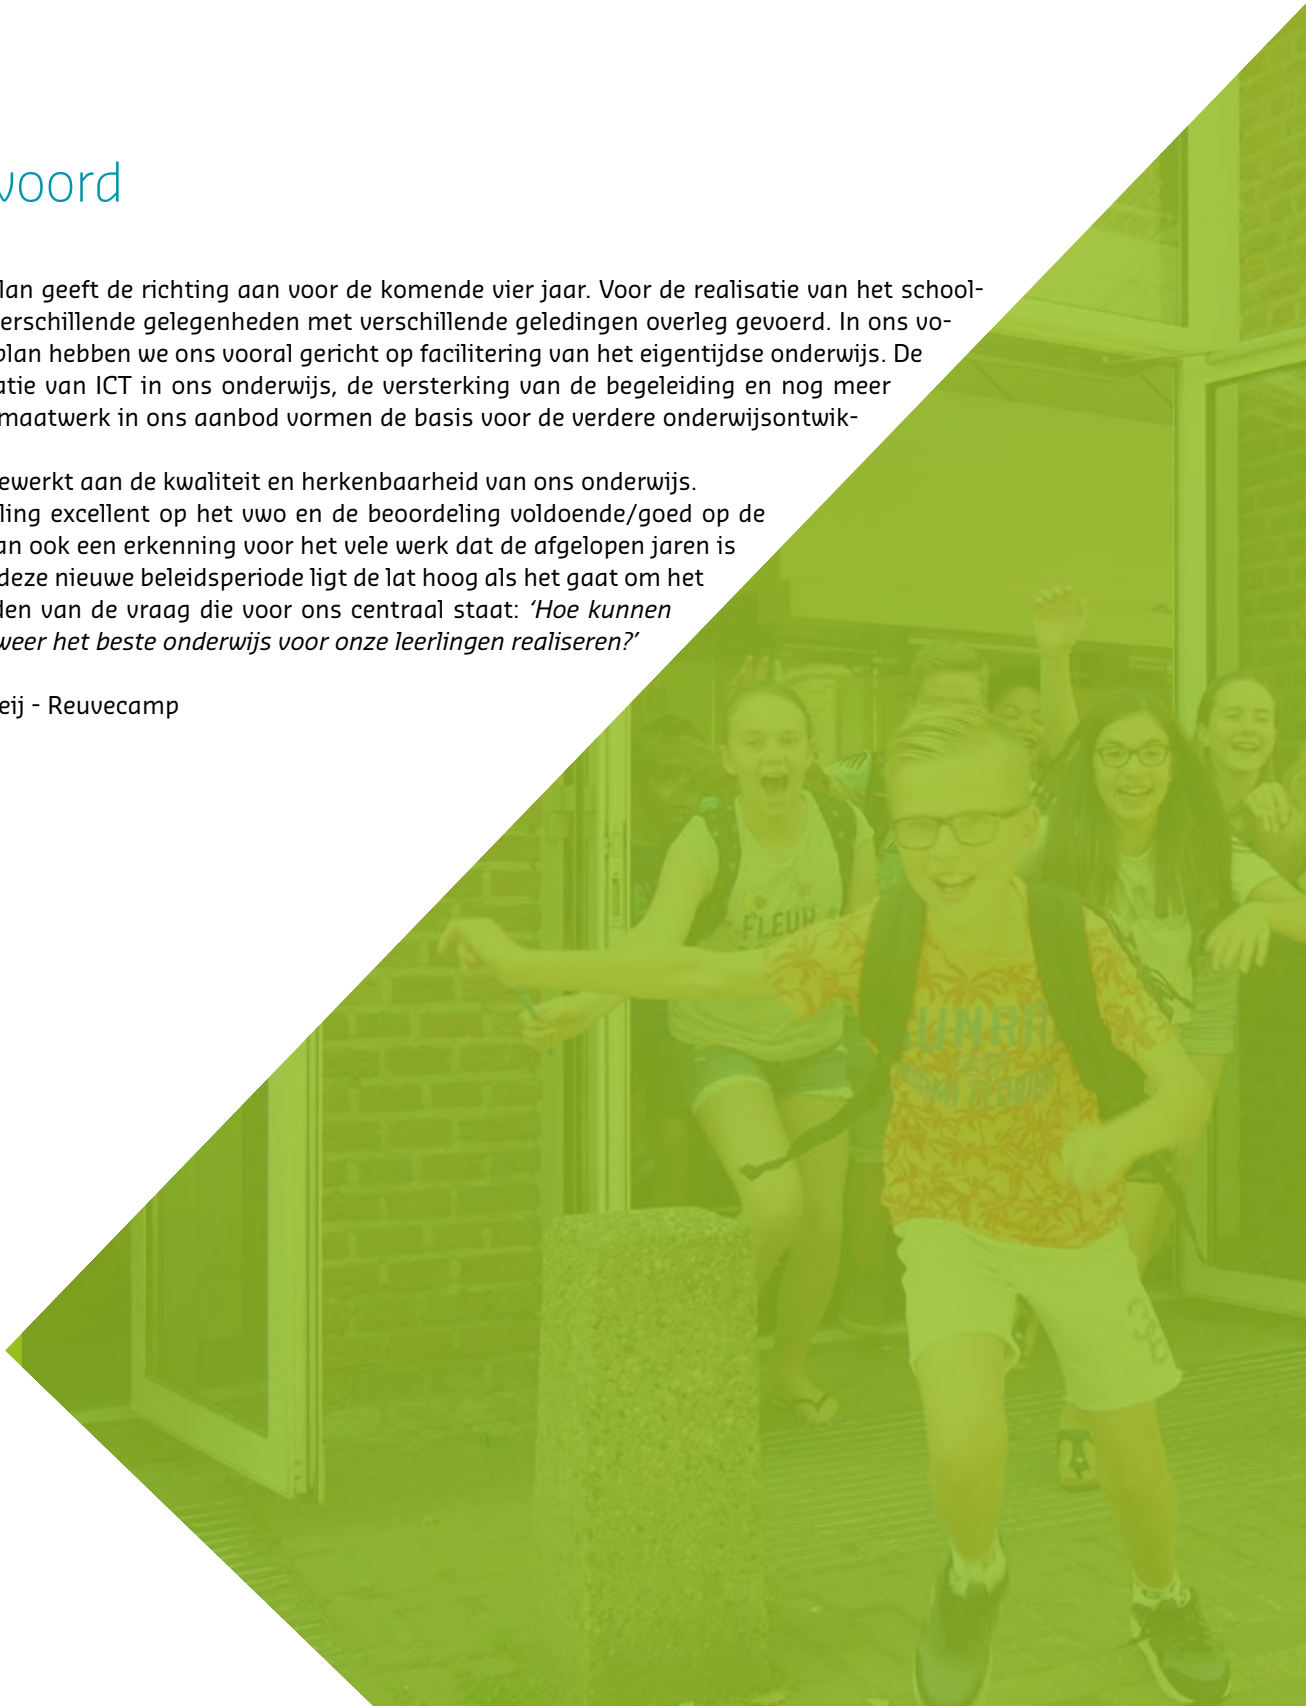 voord
lan geeft de richting aan voor de komende vier jaar. Voor de realisatie van het school-
erschillende gelegenheden met verschillende geledingen overleg gevoerd. In ons vo-
plan hebben we ons vooral gericht op facilitering van het eigentijdse onderwijs. De
atie van ICT in ons onderwijs, de versterking van de begeleiding en nog meer
maatwerk in ons aanbod vormen de basis voor de verdere onderwijsontwik-
ewerkt aan de kwaliteit en herkenbaarheid van ons onderwijs.
ling excellent op het vwo en de beoordeling voldoende/goed op de
an ook een erkenning voor het vele werk dat de afgelopen jaren is
deze nieuwe beleidsperiode ligt de lat hoog als het gaat om het
den van de vraag die voor ons centraal staat: ‘Hoe kunnen
weer het beste onderwijs voor onze leerlingen realiseren?’
eij - Reuvecamp
FLEUR